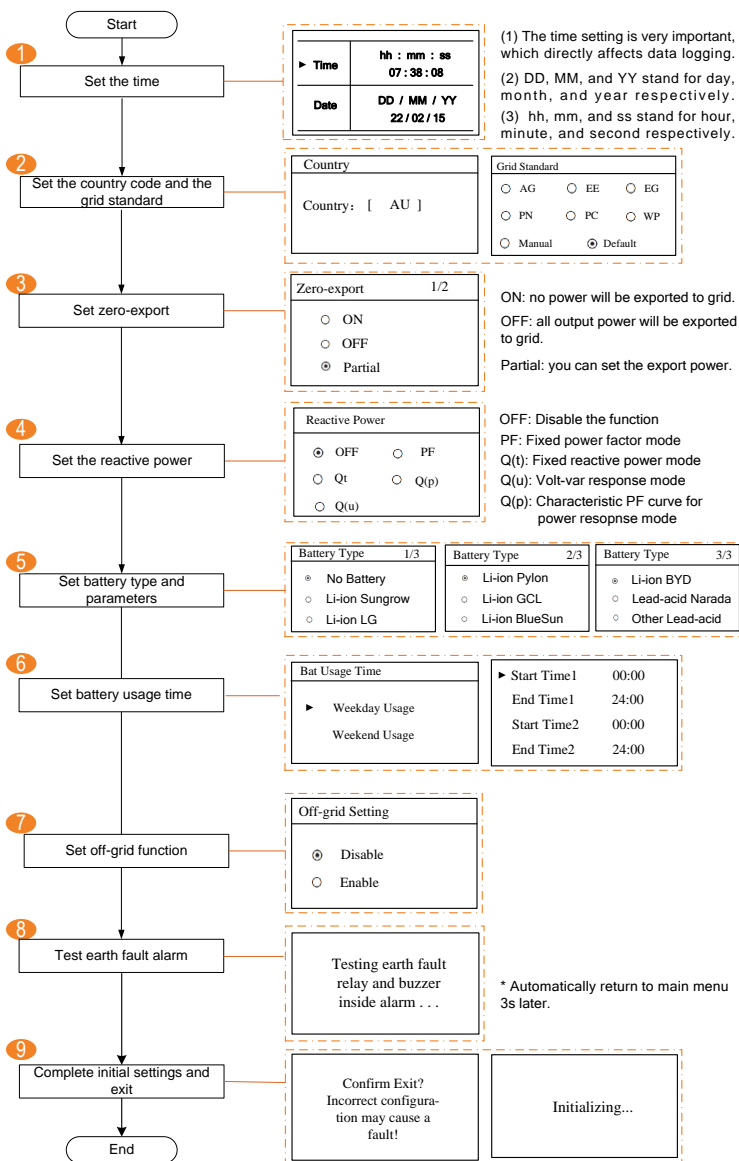 Start
1
Set the time
► Time
hh : mm : ss
07 : 38 : 08
Date
DD / MM / YY
22 / 02 / 15
(1) The time setting is very important,
which directly affects data logging.
(2) DD, MM, and YY stand for day,
month, and year respectively.
(3) hh, mm, and ss stand for hour,
minute, and second respectively.
2
Set the country code and the
grid standard
Country
Country: [ AU ]
Grid Standard
AG EE EG
PN PC WP
Manual Default
3
Set zero-export
Zero-export 1/2
ON
OFF
Partial
ON: no power will be exported to grid.
OFF: all output power will be exported
to grid.
Partial: you can set the export power.
4
Set the reactive power
Reactive Power
OFF PF
Qt Q(p)
Q(u)
OFF: Disable the function
PF: Fixed power factor mode
Q(t): Fixed reactive power mode
Q(u): Volt-var response mode
Q(p): Characteristic PF curve for
power resopnse mode
5
Set battery type and
parameters
Battery Type 1/3
No Battery
Li-ion Sungrow
Li-ion LG
Battery Type 2/3
Li-ion Pylon
Li-ion GCL
Li-ion BlueSun
Battery Type 3/3
Li-ion BYD
Lead-acid Narada
Other Lead-acid
6
Set battery usage time
Bat Usage Time
► Weekday Usage
Weekend Usage
► Start Time1 00:00
End Time1 24:00
Start Time2 00:00
End Time2 24:00
7
Set off-grid function
Off-grid Setting
Disable
Enable
8
Test earth fault alarm
Testing earth fault
relay and buzzer
inside alarm . . .
* Automatically return to main menu
3s later.
9
Complete initial settings and
exit
Confirm Exit?
Incorrect configura-
tion may cause a
fault!
Initializing...
End